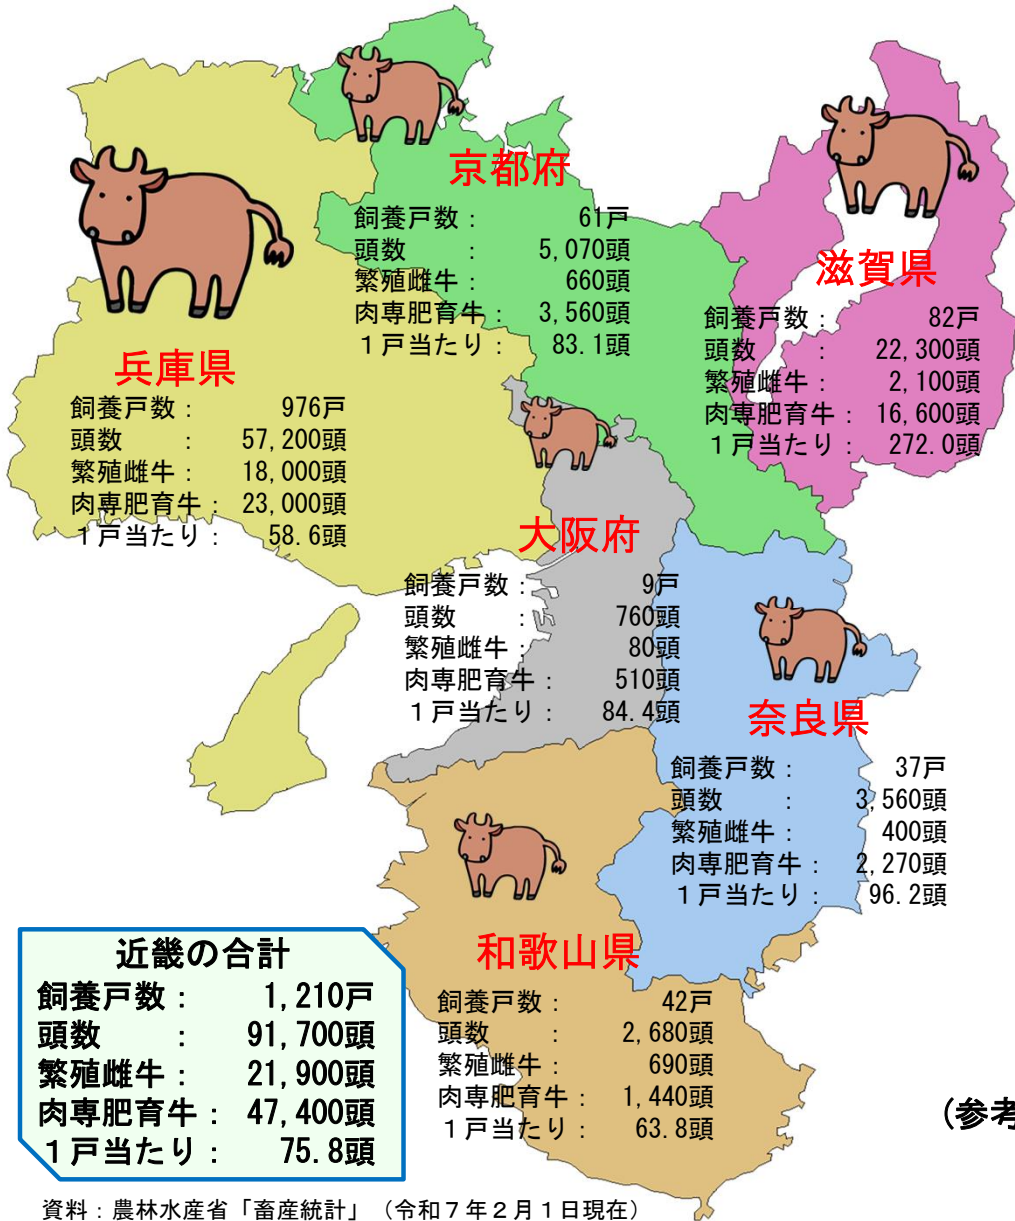 京都府
飼養戸数： 61戸
頭数 ： 5,070頭
繁殖雌牛： 660頭
肉専肥育牛： 3,560頭
１戸当たり： 83.1頭
滋賀県
飼養戸数： 82戸
頭数 ： 22,300頭
繁殖雌牛： 2,100頭
肉専肥育牛： 16,600頭
１戸当たり： 272.0頭
兵庫県
飼養戸数： 976戸
頭数 ： 57,200頭
繁殖雌牛： 18,000頭
肉専肥育牛： 23,000頭
１戸当たり： 58.6頭
大阪府
飼養戸数： 9戸
頭数 ： 760頭
繁殖雌牛： 80頭
肉専肥育牛： 510頭
１戸当たり： 84.4頭
奈良県
飼養戸数： 37戸
頭数 ： 3,560頭
繁殖雌牛： 400頭
肉専肥育牛： 2,270頭
１戸当たり： 96.2頭
和歌山県
飼養戸数： 42戸
頭数 ： 2,680頭
繁殖雌牛： 690頭
肉専肥育牛： 1,440頭
１戸当たり： 63.8頭
近畿の合計
飼養戸数： 1,210戸
頭数 ： 91,700頭
繁殖雌牛： 21,900頭
肉専肥育牛： 47,400頭
１戸当たり： 75.8頭
(参考
資料：農林水産省「畜産統計」（令和７年２月１日現在）